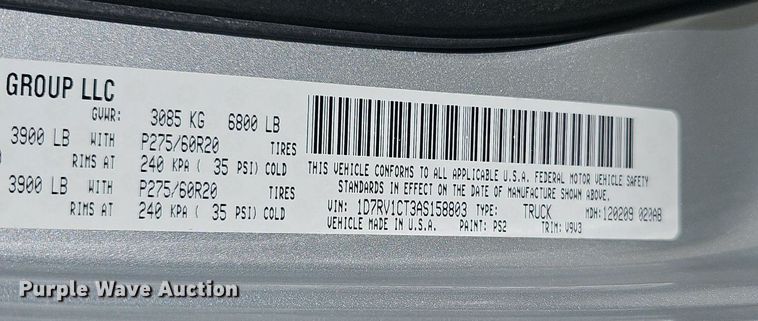 GROUP LLC
GVWR: 3085 KG 6800 LB
3900 LB WITH P275/60R20 TIRES
RIMS AT 240 KPA ( 35 PSI) COLD
3900 LB WITH P275/60R20 TIRES
RIMS AT 240 KPA ( 35 PSI) COLD
THIS VEHICLE CONFORMS TO ALL APPLICABLE U.S.A. FEDERAL MOTOR VEHICLE SAFETY
STANDARDS IN EFFECT ON THE DATE OF MANUFACTURE SHOWN ABOVE.
VIN: 1D7RV1CT3AS158803 TYPE: TRUCK MDH: 120209 020AB
VEHICLE MADE IN U.S.A. PAINT: PS2 TRIM: V9V3
Purple Wave Auction